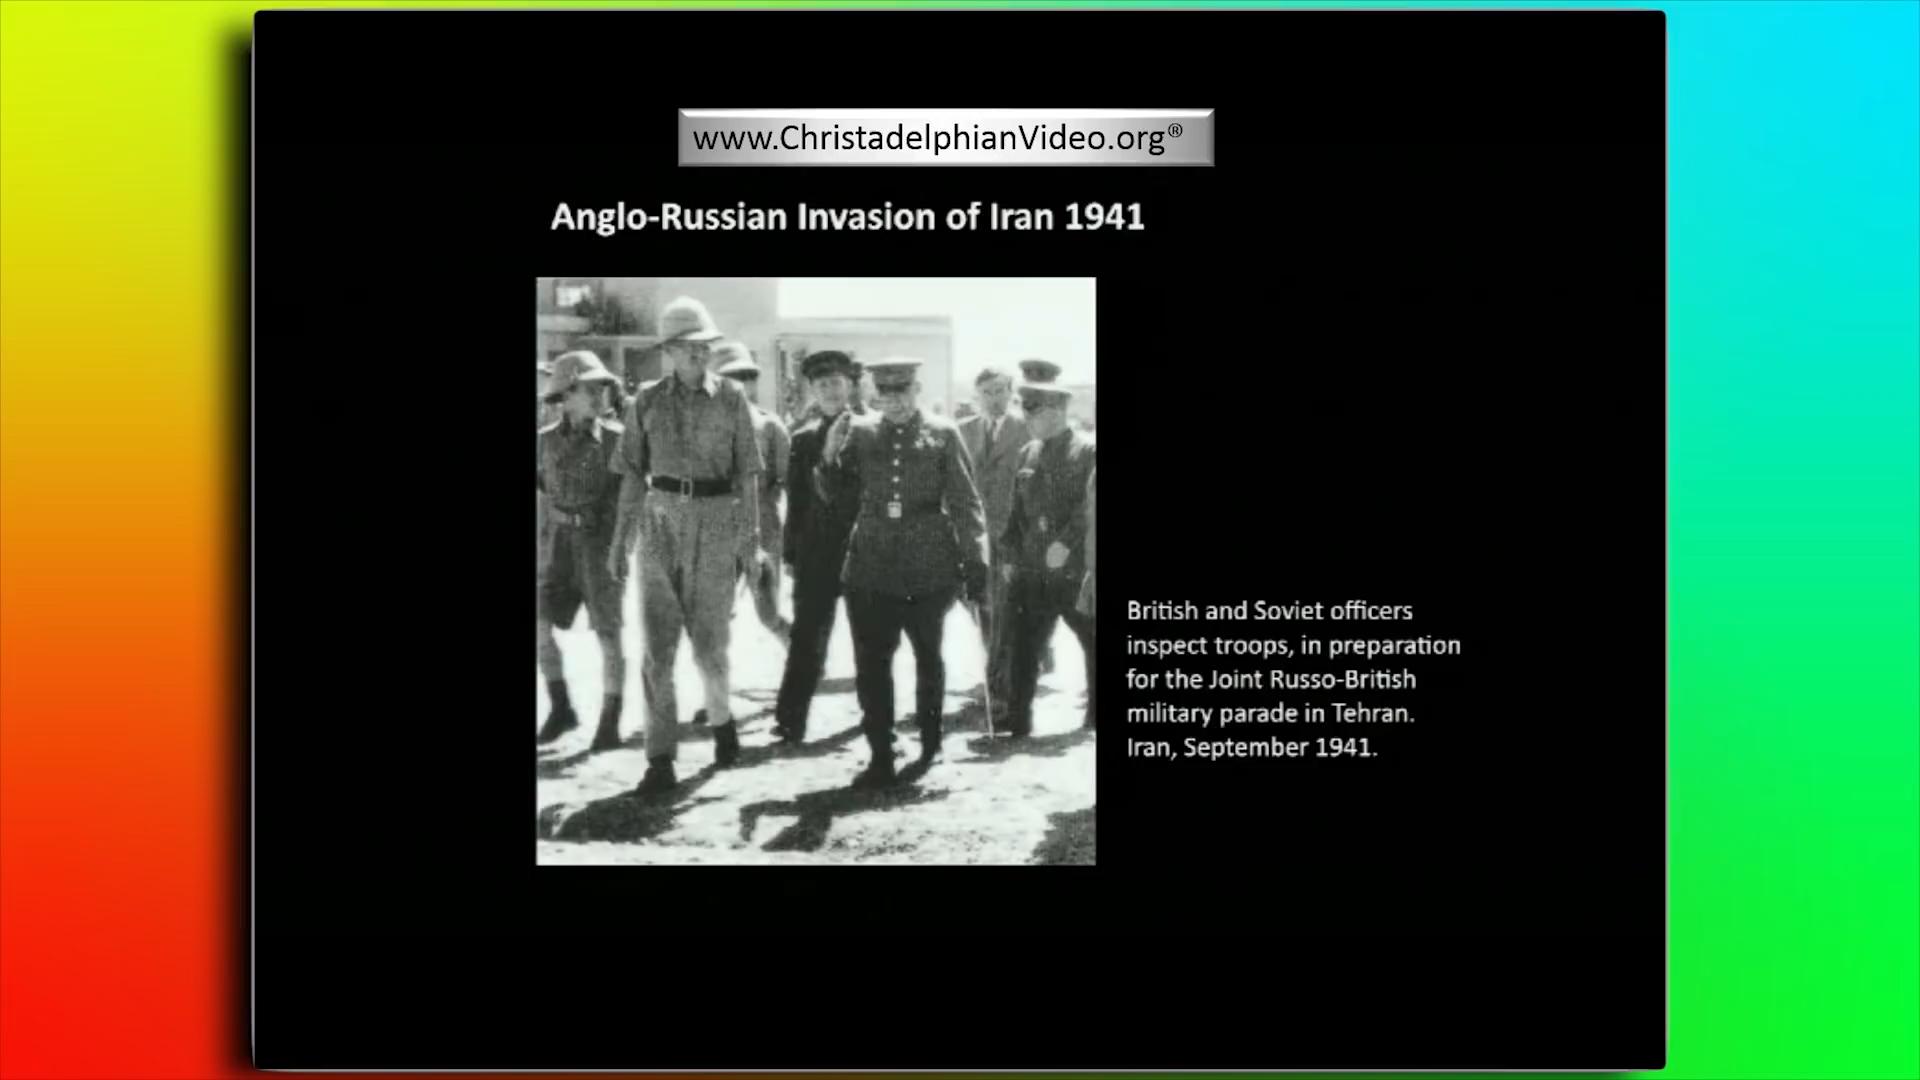 www.ChristadelphianVideo.org®
Anglo-Russian Invasion of Iran 1941
British and Soviet officers
inspect troops, in preparation
for the Joint Russo-British
military parade in Tehran.
Iran, September 1941.